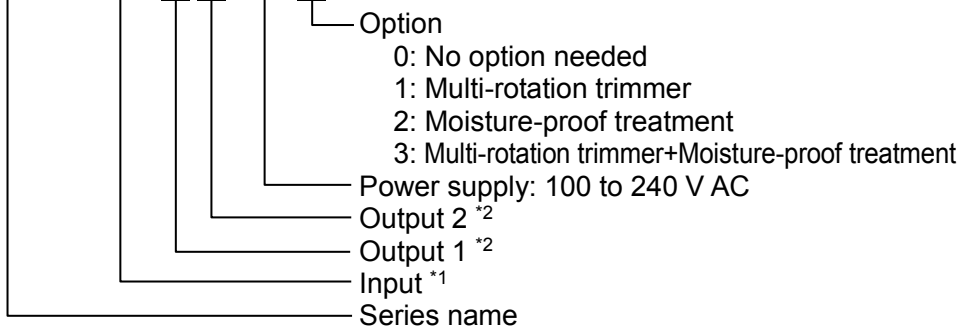 Option
0: No option needed
1: Multi-rotation trimmer
2: Moisture-proof treatment
3: Multi-rotation trimmer+Moisture-proof treatment
Power supply: 100 to 240 V AC
Output 2 *2
Output 1 *2
Input *1
Series name